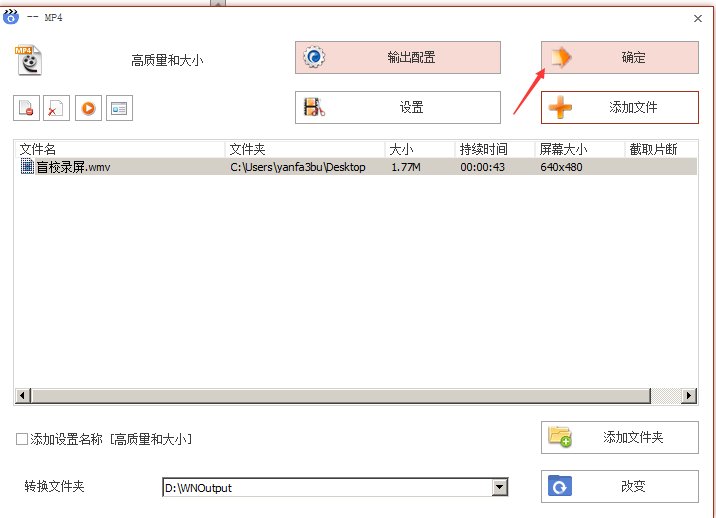 -- MP4
MP4
高质量和大小
输出配置
确定
设置
添加文件
文件名 文件夹 大小 持续时间 屏幕大小 截取片断
盲校录屏.wmv C:\Users\yanfa3bu\Desktop 1.77M 00:00:43 640x480
添加设置名称 [高质量和大小]
添加文件夹
转换文件夹 D:\WNOutput 改变